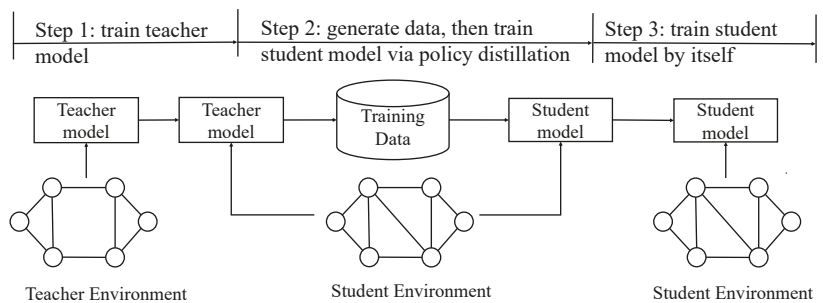 Step 1: train teacher
model
Step 2: generate data, then train
student model via policy distillation
Step 3: train student
model by itself
Teacher
model
Teacher
model
Training
Data
Student
model
Student
model
Teacher Environment
Student Environment
Student Environment